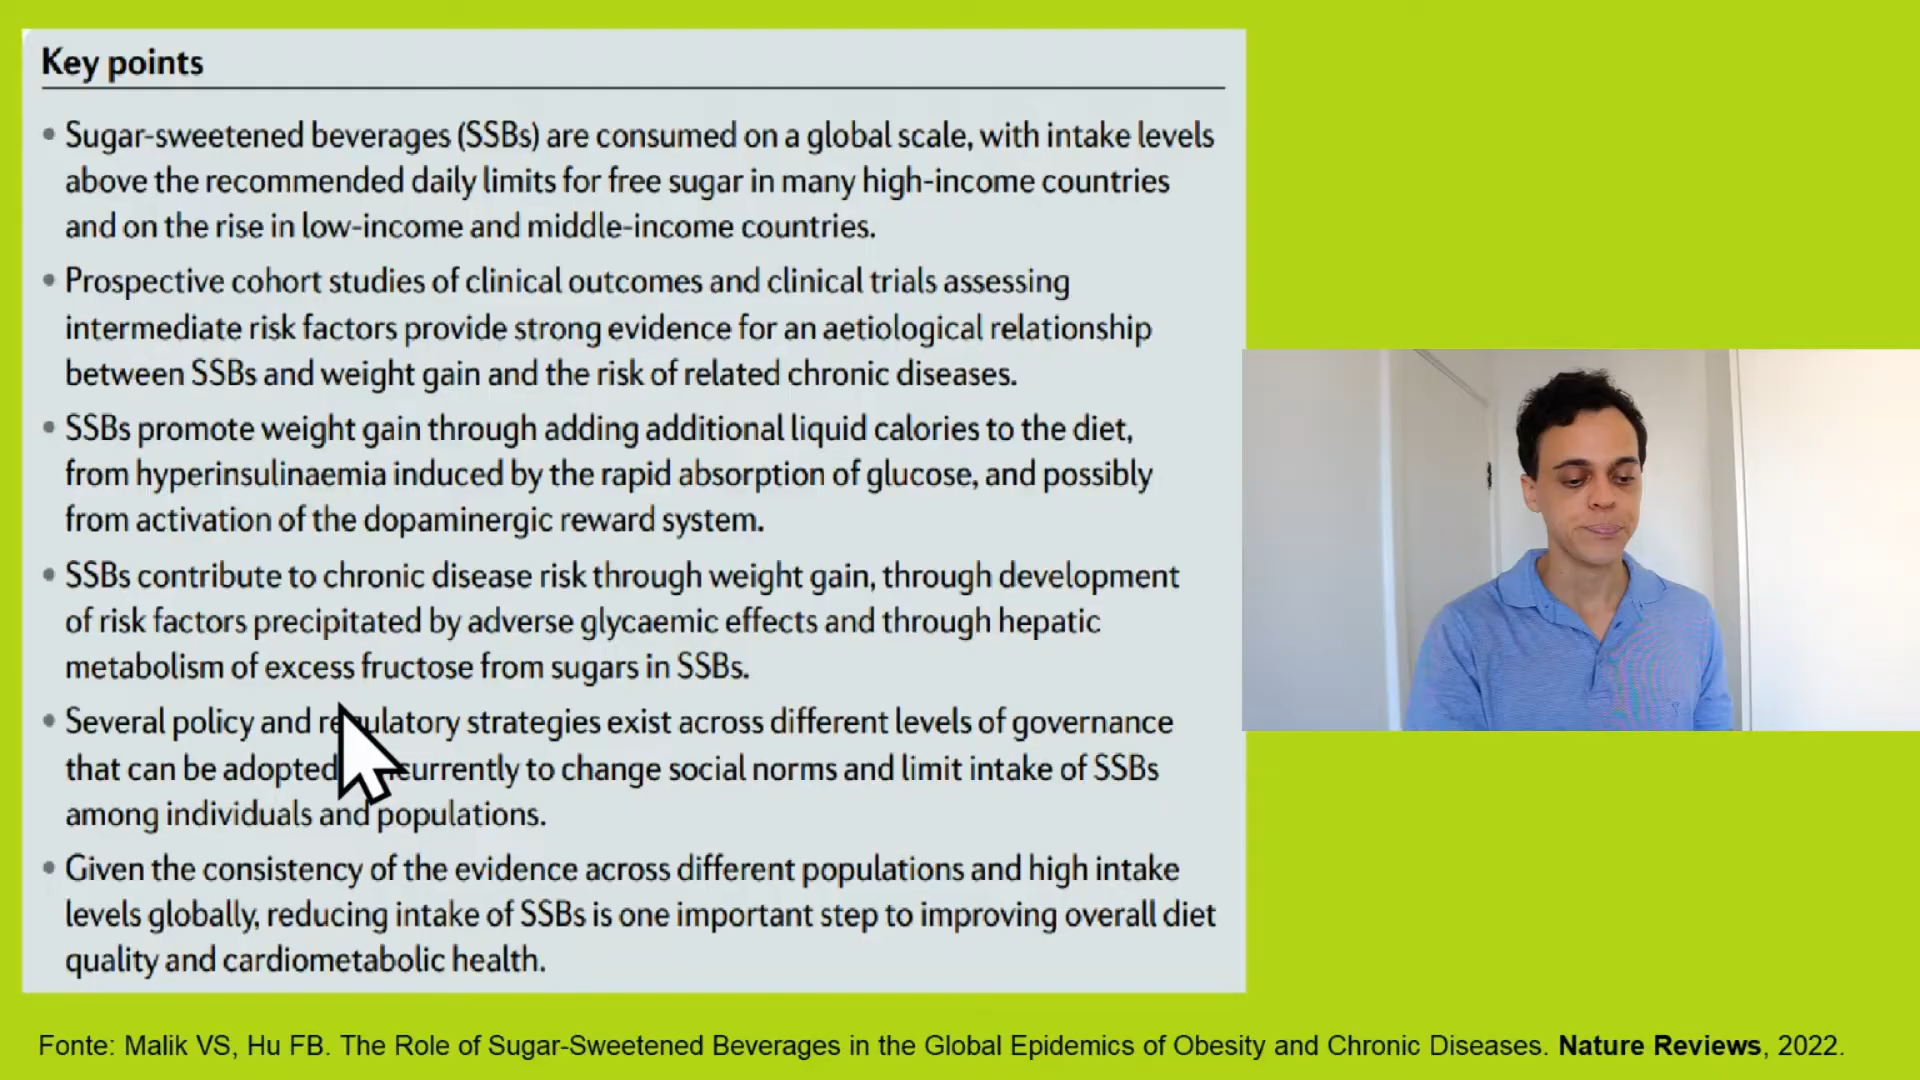 Key points
• Sugar-sweetened beverages (SSBs) are consumed on a global scale, with intake levels
above the recommended daily limits for free sugar in many high-income countries
and on the rise in low-income and middle-income countries.
• Prospective cohort studies of clinical outcomes and clinical trials assessing
intermediate risk factors provide strong evidence for an aetiological relationship
between SSBs and weight gain and the risk of related chronic diseases.
• SSBs promote weight gain through adding additional liquid calories to the diet,
from hyperinsulinaemia induced by the rapid absorption of glucose, and possibly
from activation of the dopaminergic reward system.
• SSBs contribute to chronic disease risk through weight gain, through development
of risk factors precipitated by adverse glycaemic effects and through hepatic
metabolism of excess fructose from sugars in SSBs.
• Several policy and regulatory strategies exist across different levels of governance
that can be adopted to change social norms and limit intake of SSBs
among individuals and populations.
• Given the consistency of the evidence across different populations and high intake
levels globally, reducing intake of SSBs is one important step to improving overall diet
quality and cardiometabolic health.
Fonte: Malik VS, Hu FB. The Role of Sugar-Sweetened Beverages in the Global Epidemics of Obesity and Chronic Diseases. Nature Reviews, 2022.